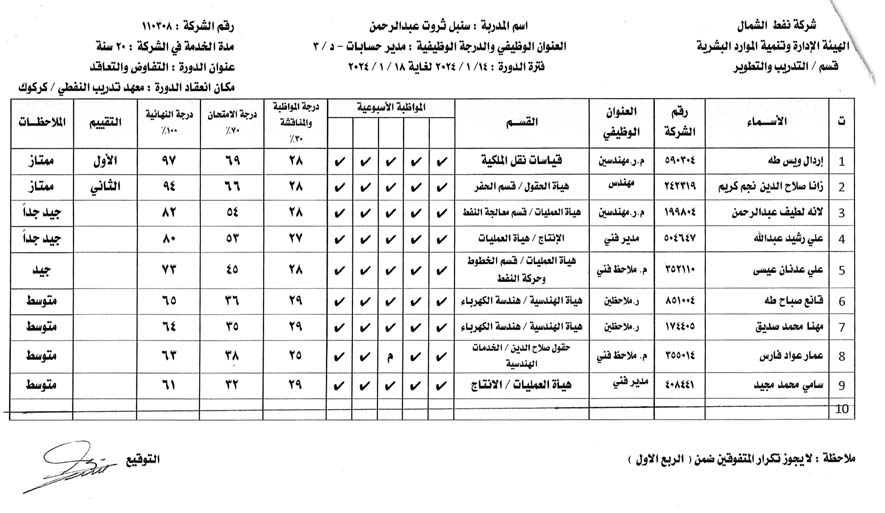 شركة نفط الشمال
الهيئة الإدارة وتنمية الموارد البشرية
قسم / التدريب والتطوير
اسم المدربة : سنبل ثروت عبدالرحمن
العنوان الوظيفي والدرجة الوظيفية : مدير حسابات - د / ٣
فترة الدورة : ١٤ / ١ / ٢٠٢٤ لغاية ١٨ / ١ / ٢٠٢٤
رقم الشركة : ١١٠٣٠٨
مدة الخدمة في الشركة : ٢٠ سنة
عنوان الدورة : التفاوض والتعاقد
مكان انعقاد الدورة : معهد تدريب النفطي / كركوك
ت الأســماء رقم الشركة العنوان الوظيفي القسم المواظبة الأسبوعية درجة المواظبة والمناقشة ٣٠٪ درجة الامتحان ٧٠٪ درجة النهائية ١٠٠٪ التقييم الملاحظات
1 إردال ويس طه ٥٩٠٣٠٤ م.ر.مهندسين قياسات نقل الملكية ✓ ✓ ✓ ✓ ✓ ٢٨ ٦٩ ٩٧ الأول ممتاز
2 زانا صلاح الدين نجم كريم ٢٤٢٣١٩ مهندس هيأة الحقول / قسم الحفر ✓ ✓ ✓ ✓ ✓ ٢٨ ٦٦ ٩٤ الثاني ممتاز
3 لانه لطيف عبدالرحمن ١٩٩٨٠٤ م.ر.مهندسين هيأة العمليات / قسم معالجة النفط ✓ ✓ ✓ ✓ ✓ ٢٨ ٥٤ ٨٢ جيد جداً
4 علي رشيد عبدالله ٥٠٤٦٤٧ مدير فني الإنتاج / هيأة العمليات ✓ ✓ ✓ ✓ ✓ ٢٧ ٥٣ ٨٠ جيد جداً
5 علي عدنان عيسى ٣٥٢١١٠ م. ملاحظ فني هيأة العمليات / قسم الخطوط وحركة النفط ✓ ✓ ✓ ✓ ✓ ٢٨ ٤٥ ٧٣ جيد
6 قانع صباح طه ٨٥١٠٠٤ ر.ملاحظين هيأة الهندسية / هندسة الكهرباء ✓ ✓ ✓ ✓ ✓ ٢٩ ٣٦ ٦٥ متوسط
7 مهنا محمد صديق ١٧٤٤٠٥ ر.ملاحظين هيأة الهندسية / هندسة الكهرباء ✓ ✓ ✓ ✓ ✓ ٢٩ ٣٥ ٦٤ متوسط
8 عمار عواد فارس ٣٥٥٠١٤ م. ملاحظ فني حقول صلاح الدين / الخدمات الهندسية ✓ ✓ م ✓ ✓ ٢٥ ٣٨ ٦٣ متوسط
9 سامي محمد مجيد ٤٠٨٤٤١ مدير فني هيأة العمليات / الانتاج ✓ ✓ ✓ ✓ ✓ ٢٩ ٣٢ ٦١ متوسط
10
ملاحظة : لا يجوز تكرار المتفوقين ضمن ( الربع الاول )
التوقيع